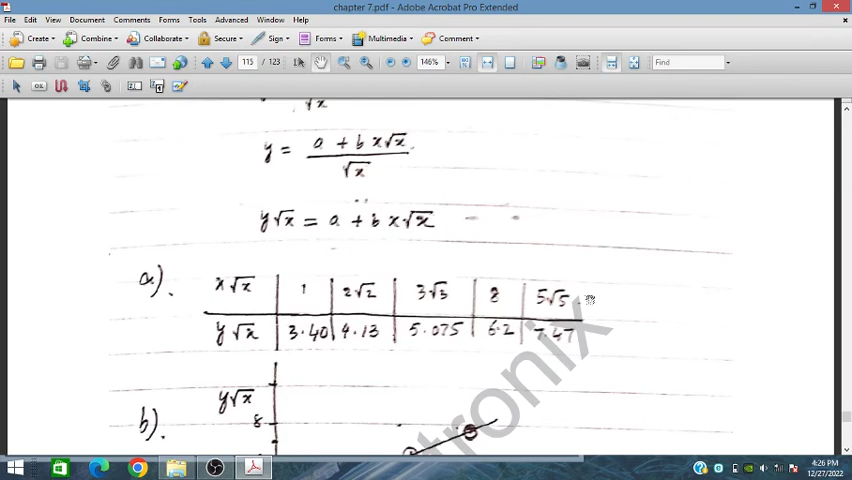 chapter 7.pdf - Adobe Acrobat Pro Extended
File Edit View Document Comments Forms Tools Advanced Window Help
Create Combine Collaborate Secure Sign Forms Multimedia Comment
115 / 123 146% Find
√x
y = a + b x√x / √x
y√x = a + b x√x
a). x√x 1 2√2 3√3 8 5√5
y√x 3.40 4.13 5.075 6.2 7.47
b). y√x
8
tronix
4:26 PM
12/27/2022